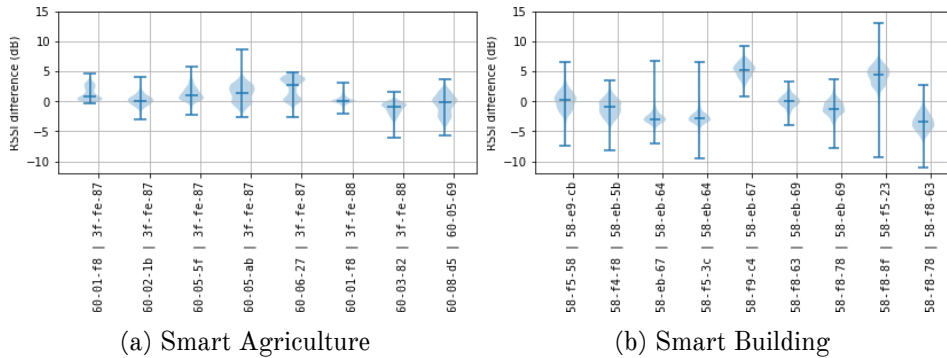 15
10
5
0
−5
−10
RSSI difference (dB)
60-01-f8 | 3f-fe-87
60-02-1b | 3f-fe-87
60-05-5f | 3f-fe-87
60-05-ab | 3f-fe-87
60-06-27 | 3f-fe-87
60-01-f8 | 3f-fe-88
60-03-82 | 3f-fe-88
60-08-d5 | 60-05-69
(a) Smart Agriculture
15
10
5
0
−5
−10
RSSI difference (dB)
58-f5-58 | 58-e9-cb
58-f4-f8 | 58-eb-5b
58-eb-67 | 58-eb-64
58-f5-3c | 58-eb-64
58-f9-c4 | 58-eb-67
58-f8-63 | 58-eb-69
58-f8-78 | 58-eb-69
58-f8-8f | 58-f5-23
58-f8-78 | 58-f8-63
(b) Smart Building